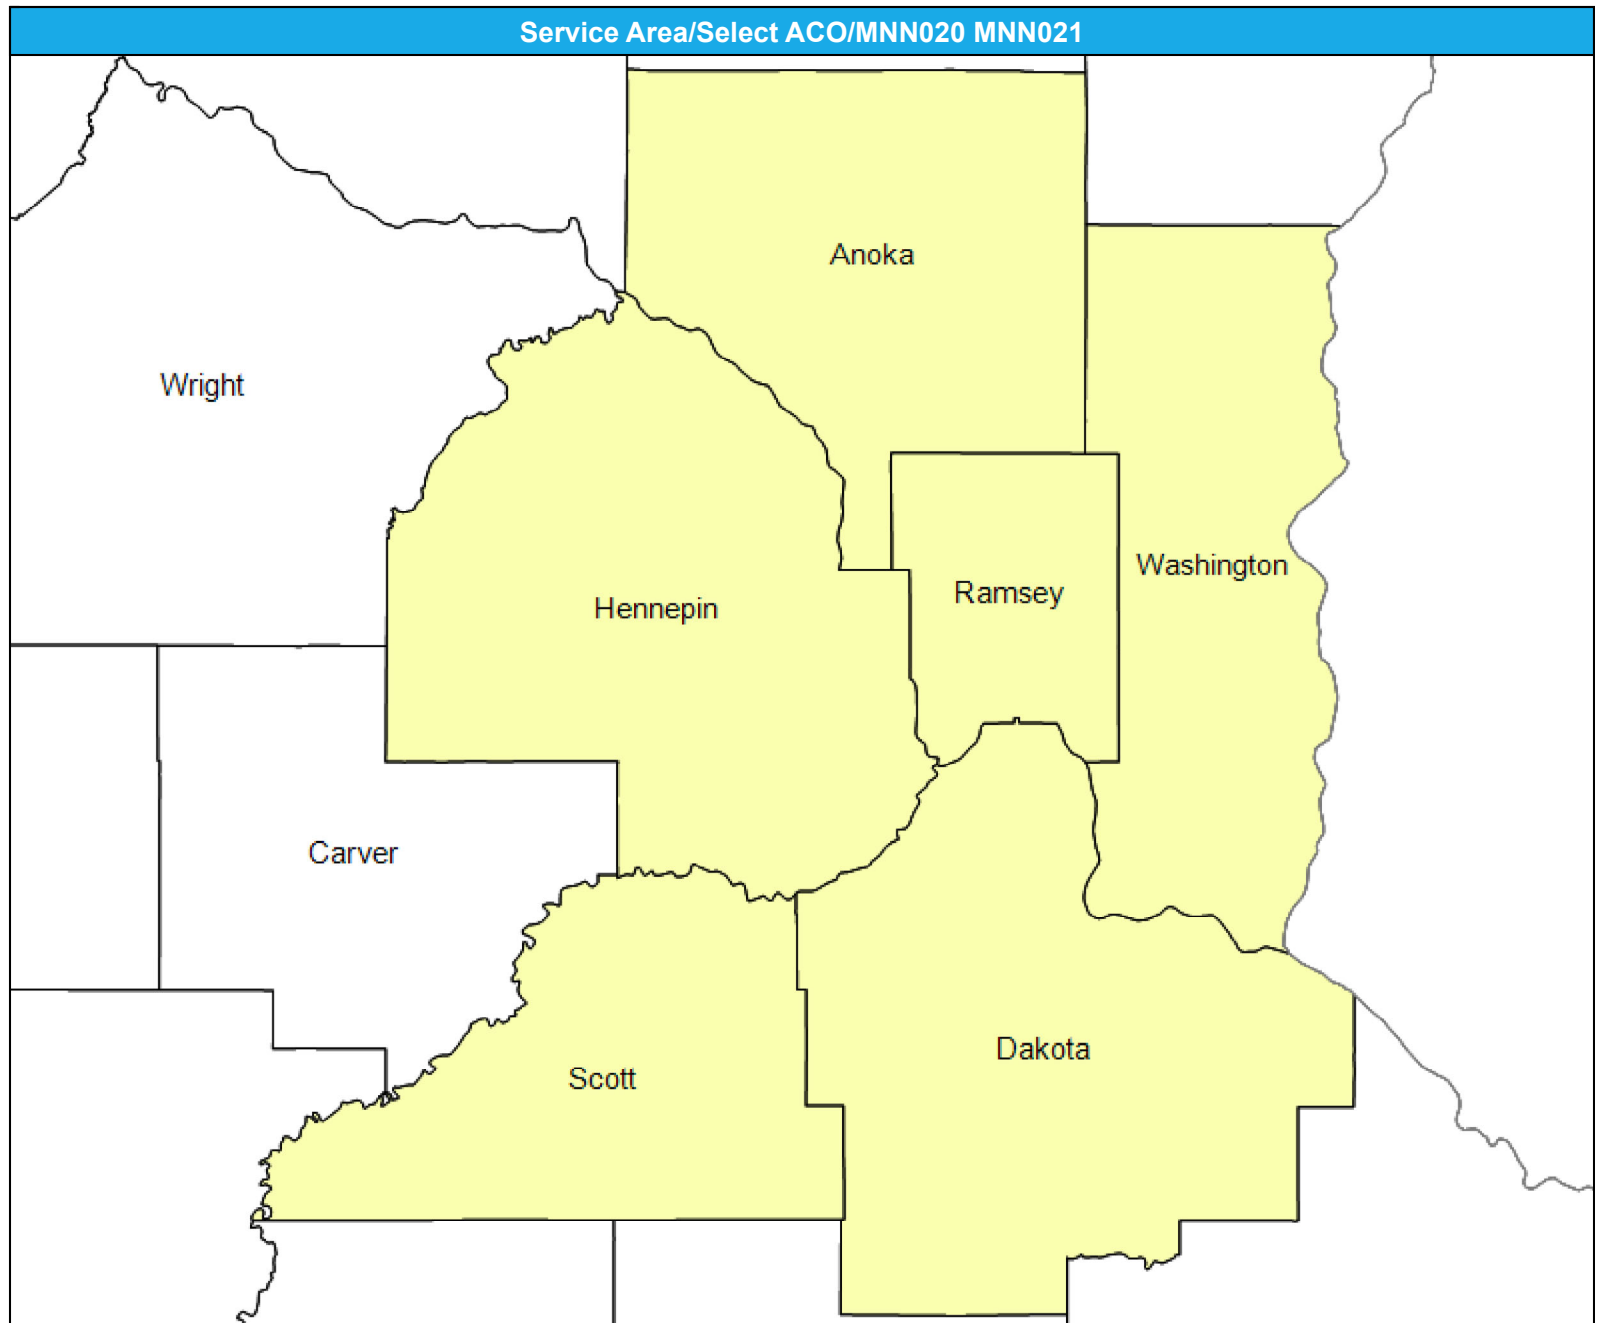 Service Area/Select ACO/MNN020 MNN021
Anoka
Wright
Washington
Ramsey
Hennepin
Carver
Dakota
Scott